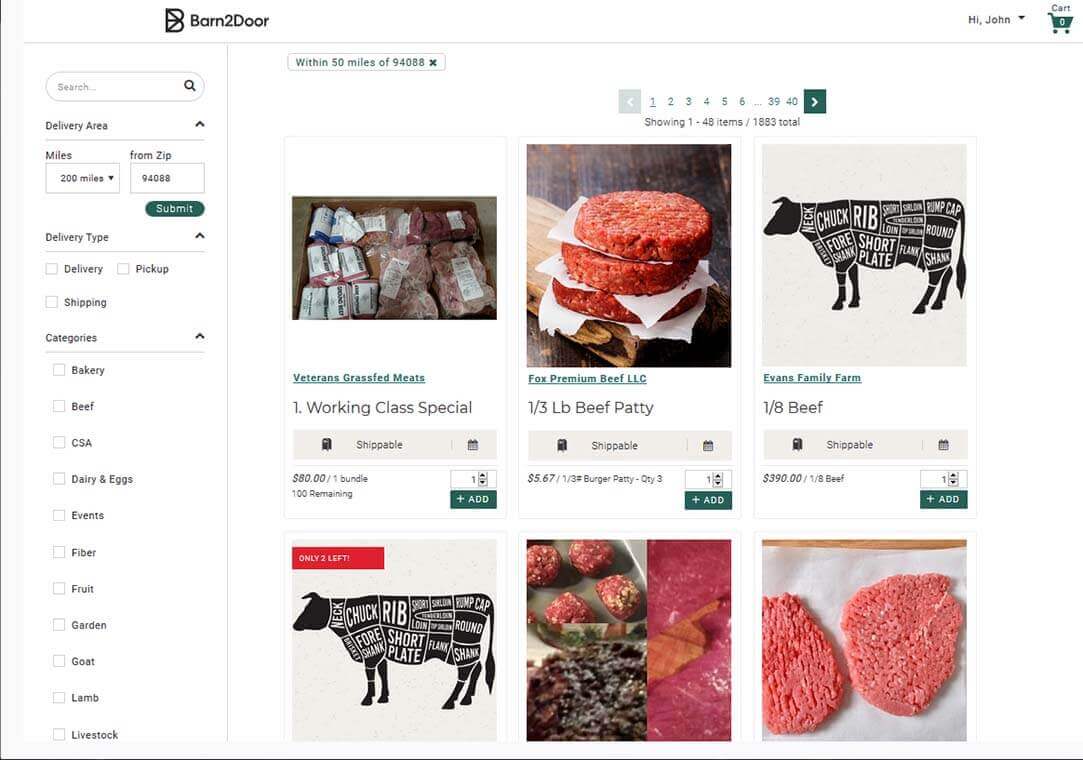 Barn2Door
Hi, John
Cart
0
Search...
Delivery Area
Miles
from Zip
200 miles
94088
Submit
Delivery Type
Delivery
Pickup
Shipping
Categories
Bakery
Beef
CSA
Dairy & Eggs
Events
Fiber
Fruit
Garden
Goat
Lamb
Livestock
Within 50 miles of 94088 ×
1 2 3 4 5 6 ... 39 40
Showing 1 - 48 items / 1883 total
GROUND BEEF
Veterans Grassfed Meats
1. Working Class Special
Shippable
$80.00 / 1 bundle
100 Remaining
1
+ ADD
Fox Premium Beef LLC
1/3 Lb Beef Patty
Shippable
$5.67 / 1/3# Burger Patty - Qty 3
1
+ ADD
NECK
CHUCK
RIB
SHORT LOIN
SIRLOIN
TENDERLOIN
TOP SIRLOIN
RUMP CAP
ROUND
BRISKET
FORE SHANK
SHORT PLATE
FLANK
SHANK
Evans Family Farm
1/8 Beef
Shippable
$390.00 / 1/8 Beef
1
+ ADD
ONLY 2 LEFT!
NECK
CHUCK
RIB
SHORT LOIN
SIRLOIN
TENDERLOIN
TOP SIRLOIN
RUMP CAP
ROUND
BRISKET
FORE SHANK
SHORT PLATE
FLANK
SHANK